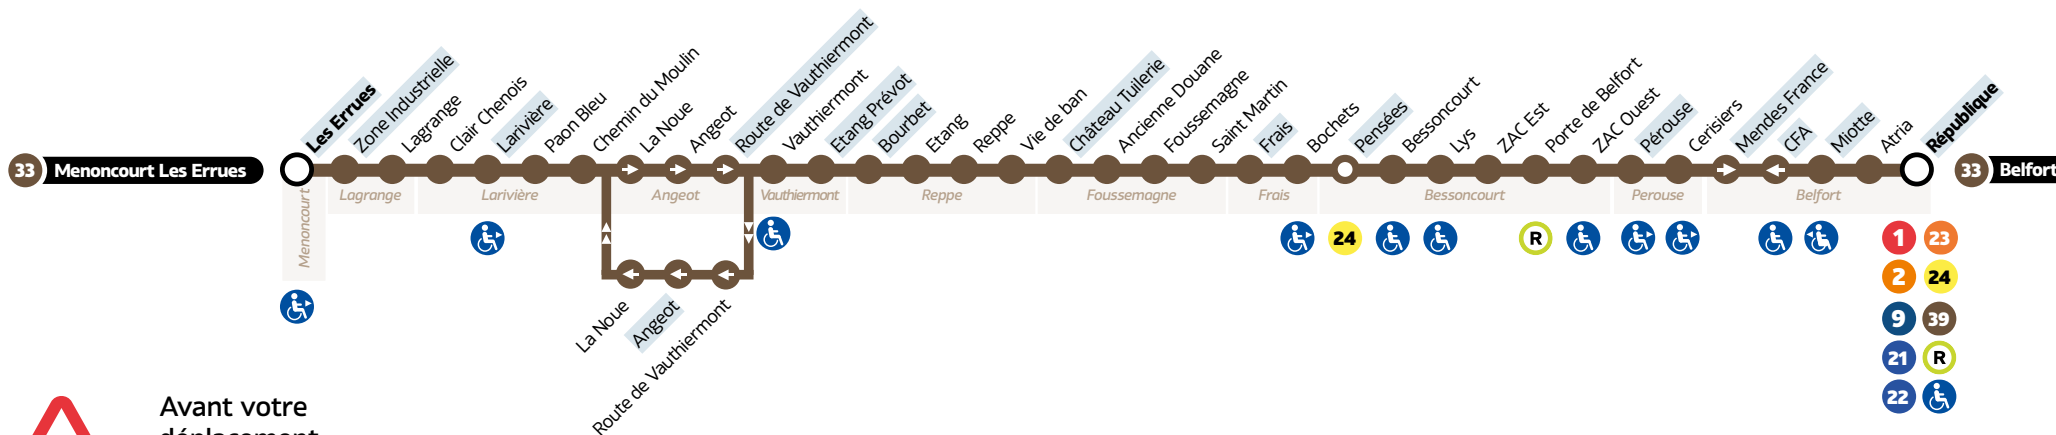 33 Menoncourt Les Errues
Les Errues
Zone Industrielle
Lagrange
Clair Chenois
Larivière
Paon Bleu
Chemin du Moulin
La Noue
Angeot
Route de Vauthiermont
Vauthiermont
Etang Prévot
Bourbet
Etang
Reppe
Vie de ban
Château Tuilerie
Ancienne Douane
Foussemagne
Saint Martin
Frais
Bochets
Pensées
Bessoncourt
Lys
ZAC Est
Porte de Belfort
ZAC Ouest
Pérouse
Cerisiers
Mendes France
CFA
Miotte
Atria
République
33 Belfort
Menoncourt
Lagrange
Larivière
Angeot
Vauthiermont
Reppe
Foussemagne
Frais
Bessoncourt
Perouse
Belfort
24
R
1 23
2 24
9 39
21 R
22
La Noue
Angeot
Route de Vauthiermont
Avant votre
déplacement